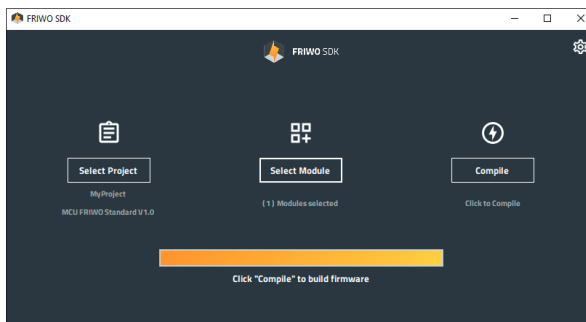 FRIWO SDK
FRIWO SDK
Select Project
Select Module
Compile
MyProject
MCU FRIWO Standard V1.0
( 1 ) Modules selected
Click to Compile
Click "Compile" to build firmware